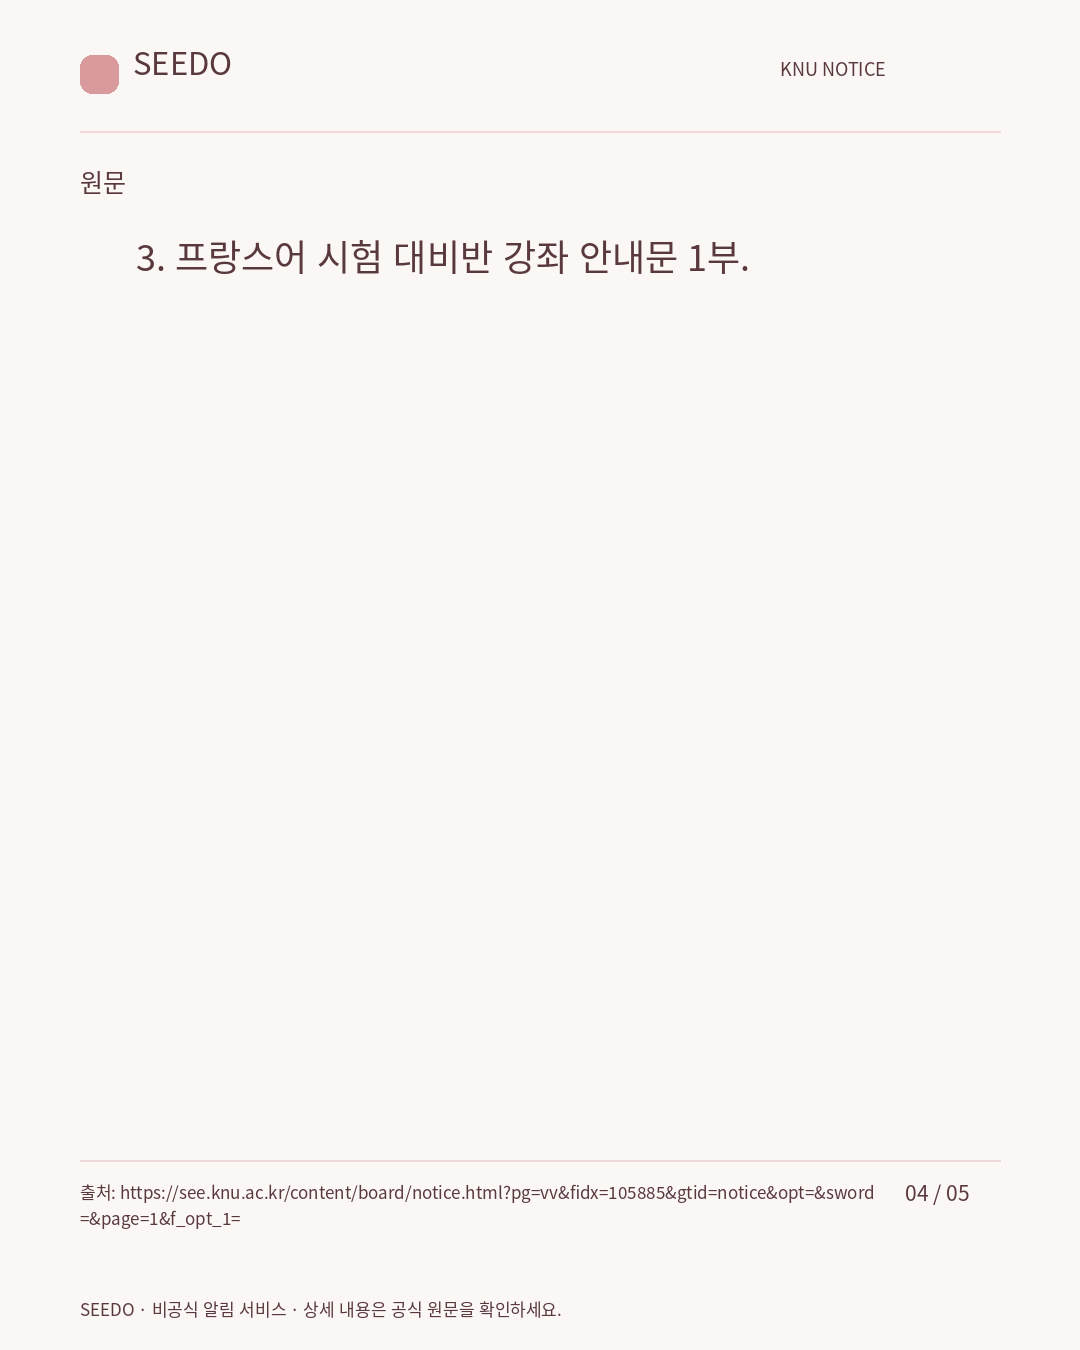 SEEDO
KNU NOTICE
원문
3. 프랑스어 시험 대비반 강좌 안내문 1부.
출처: https://see.knu.ac.kr/content/board/notice.html?pg=vv&fidx=105885&gtid=notice&opt=&sword
=&page=1&f_opt_1=
04 / 05
SEEDO · 비공식 알림 서비스 · 상세 내용은 공식 원문을 확인하세요.